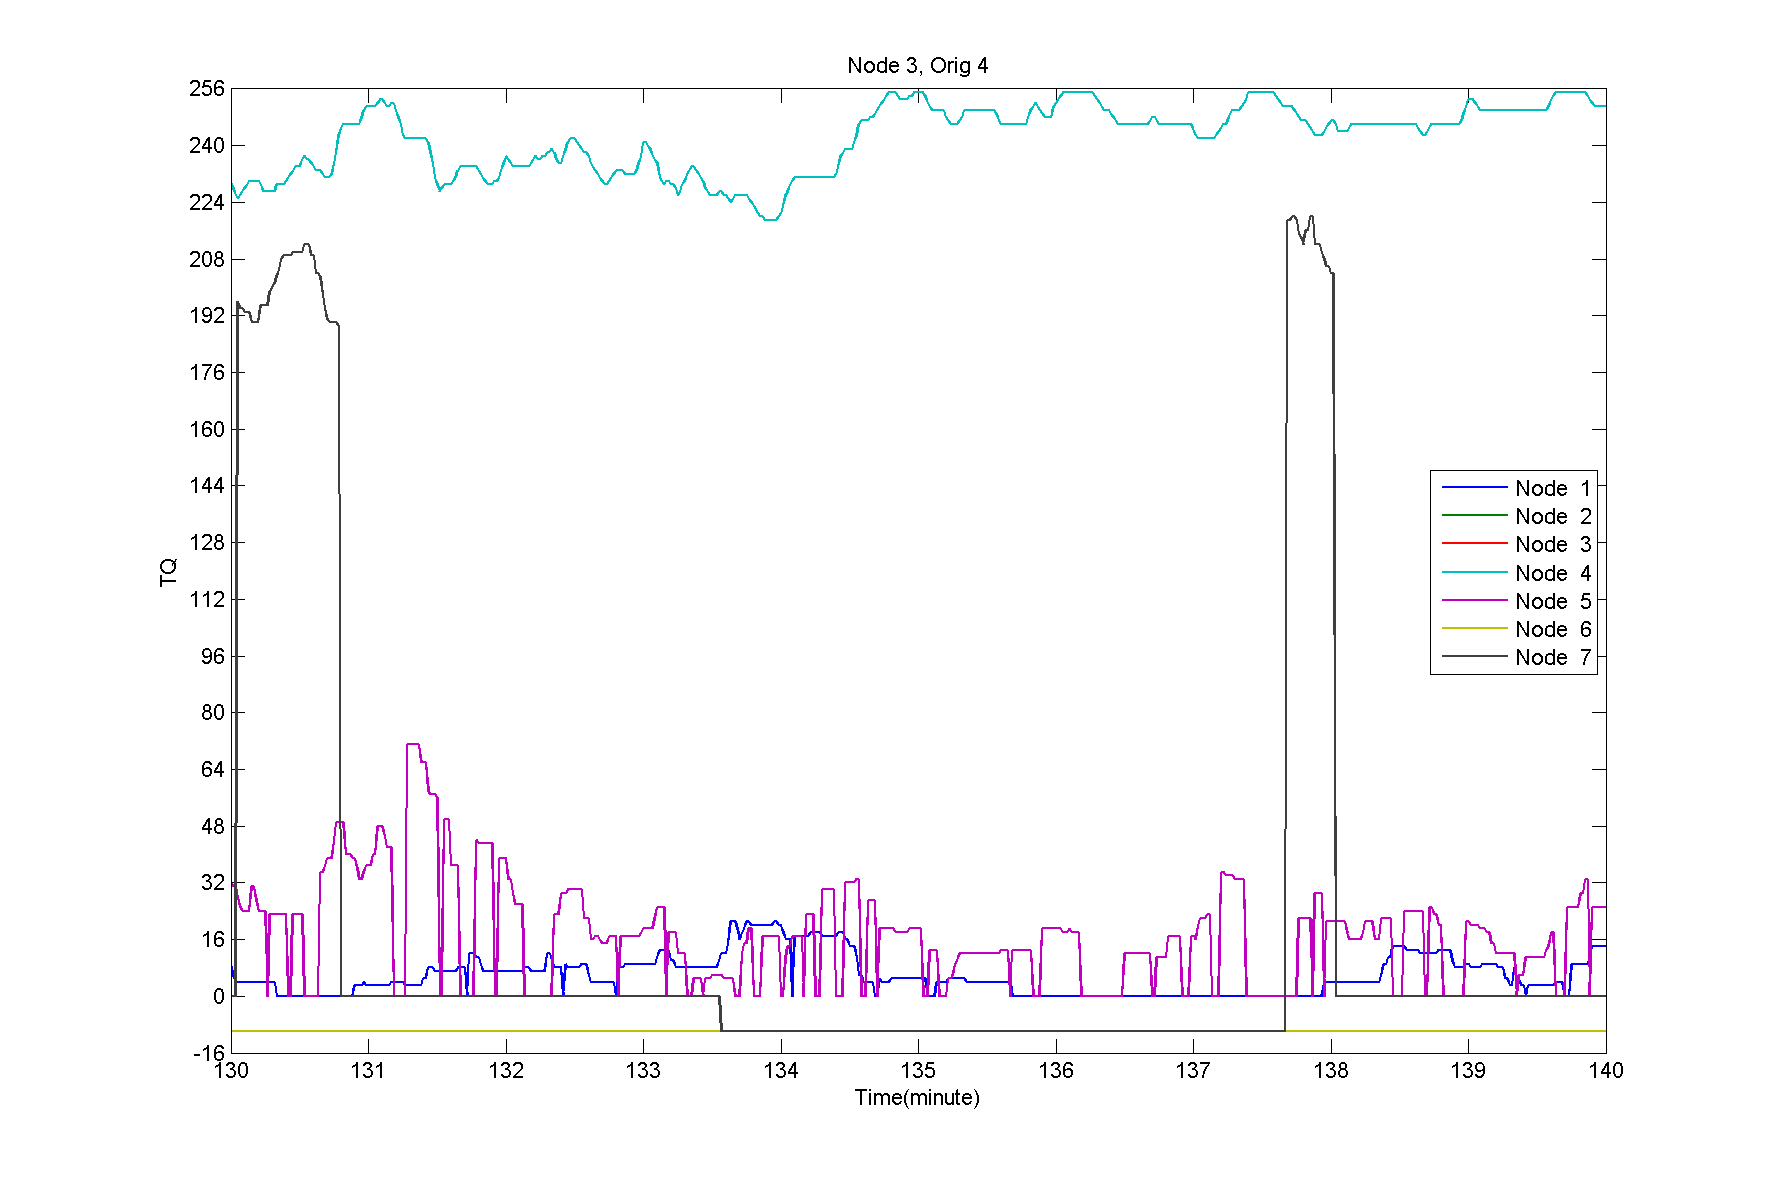 Node 3, Orig 4
256
240
224
208
192
176
160
144
128
112
96
80
64
48
32
16
0
-16
TQ
Node 1
Node 2
Node 3
Node 4
Node 5
Node 6
Node 7
130 131 132 133 134 135 136 137 138 139 140
Time(minute)